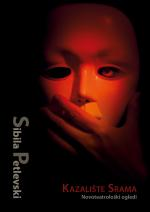 Sibila Petlevski
KAZALIŠTE SRAMA
Novoteatrološki ogledi